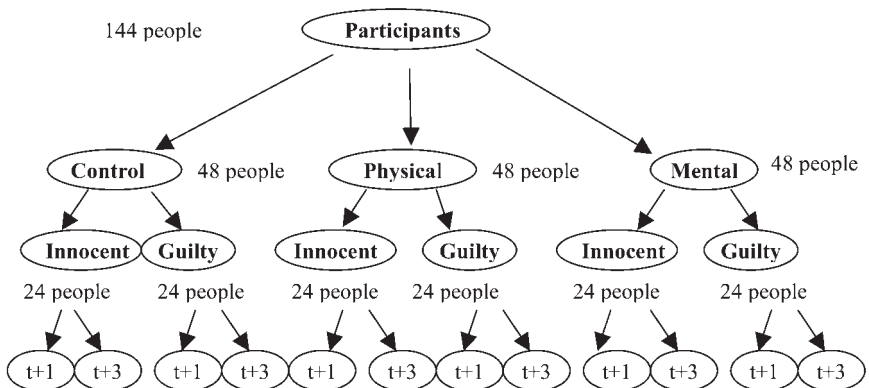 144 people Participants
Control 48 people Physical 48 people Mental 48 people
Innocent Guilty Innocent Guilty Innocent Guilty
24 people 24 people 24 people 24 people 24 people 24 people
t+1 t+3 t+1 t+3 t+1 t+3 t+1 t+3 t+1 t+3 t+1 t+3